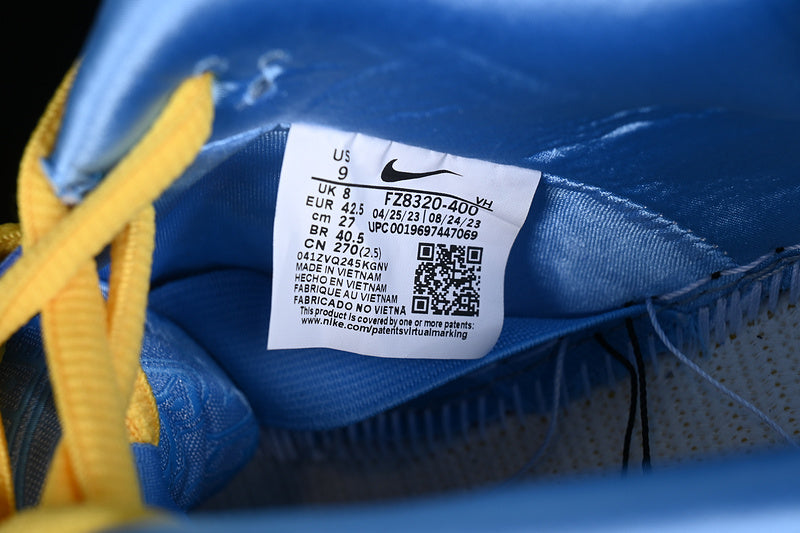 US
9
UK 8
EUR 42.5
cm 27
BR 40.5
CN 270(2.5)
FZ8320-400 VH
04/25/23 | 08/24/23
UPC0019697447069
041ZVQ245KGNV
MADE IN VIETNAM
HECHO EN VIETNAM
FABRIQUE AU VIETNAM
FABRICADO NO VIETNA
This product is covered by one or more patents:
www.nike.com/patentsvirtualmarking